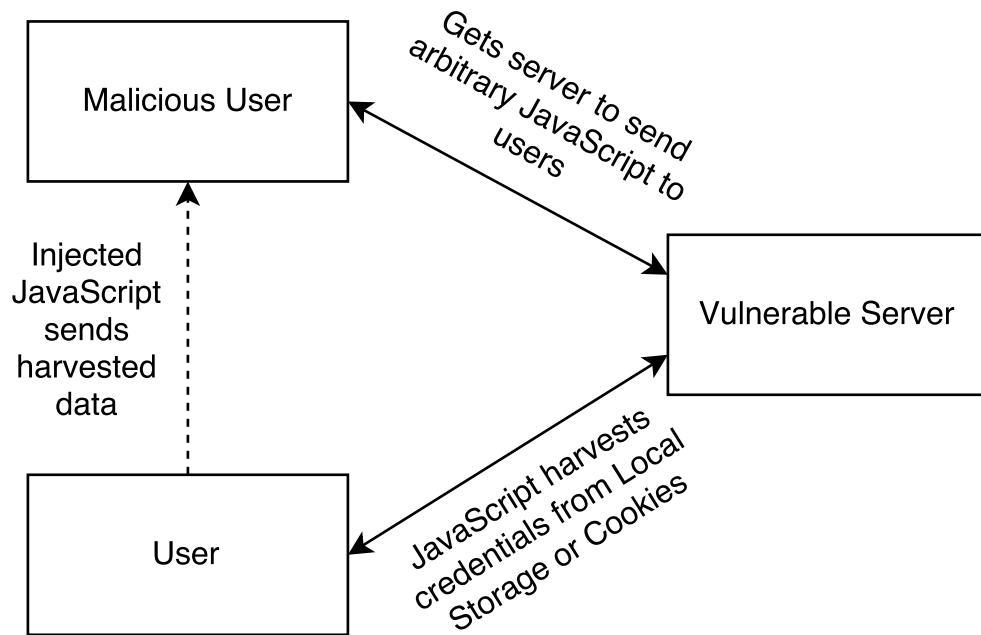 Malicious User
Gets server to send
arbitrary JavaScript to
users
Injected
JavaScript
sends
harvested
data
Vulnerable Server
User
JavaScript harvests
credentials from Local
Storage or Cookies